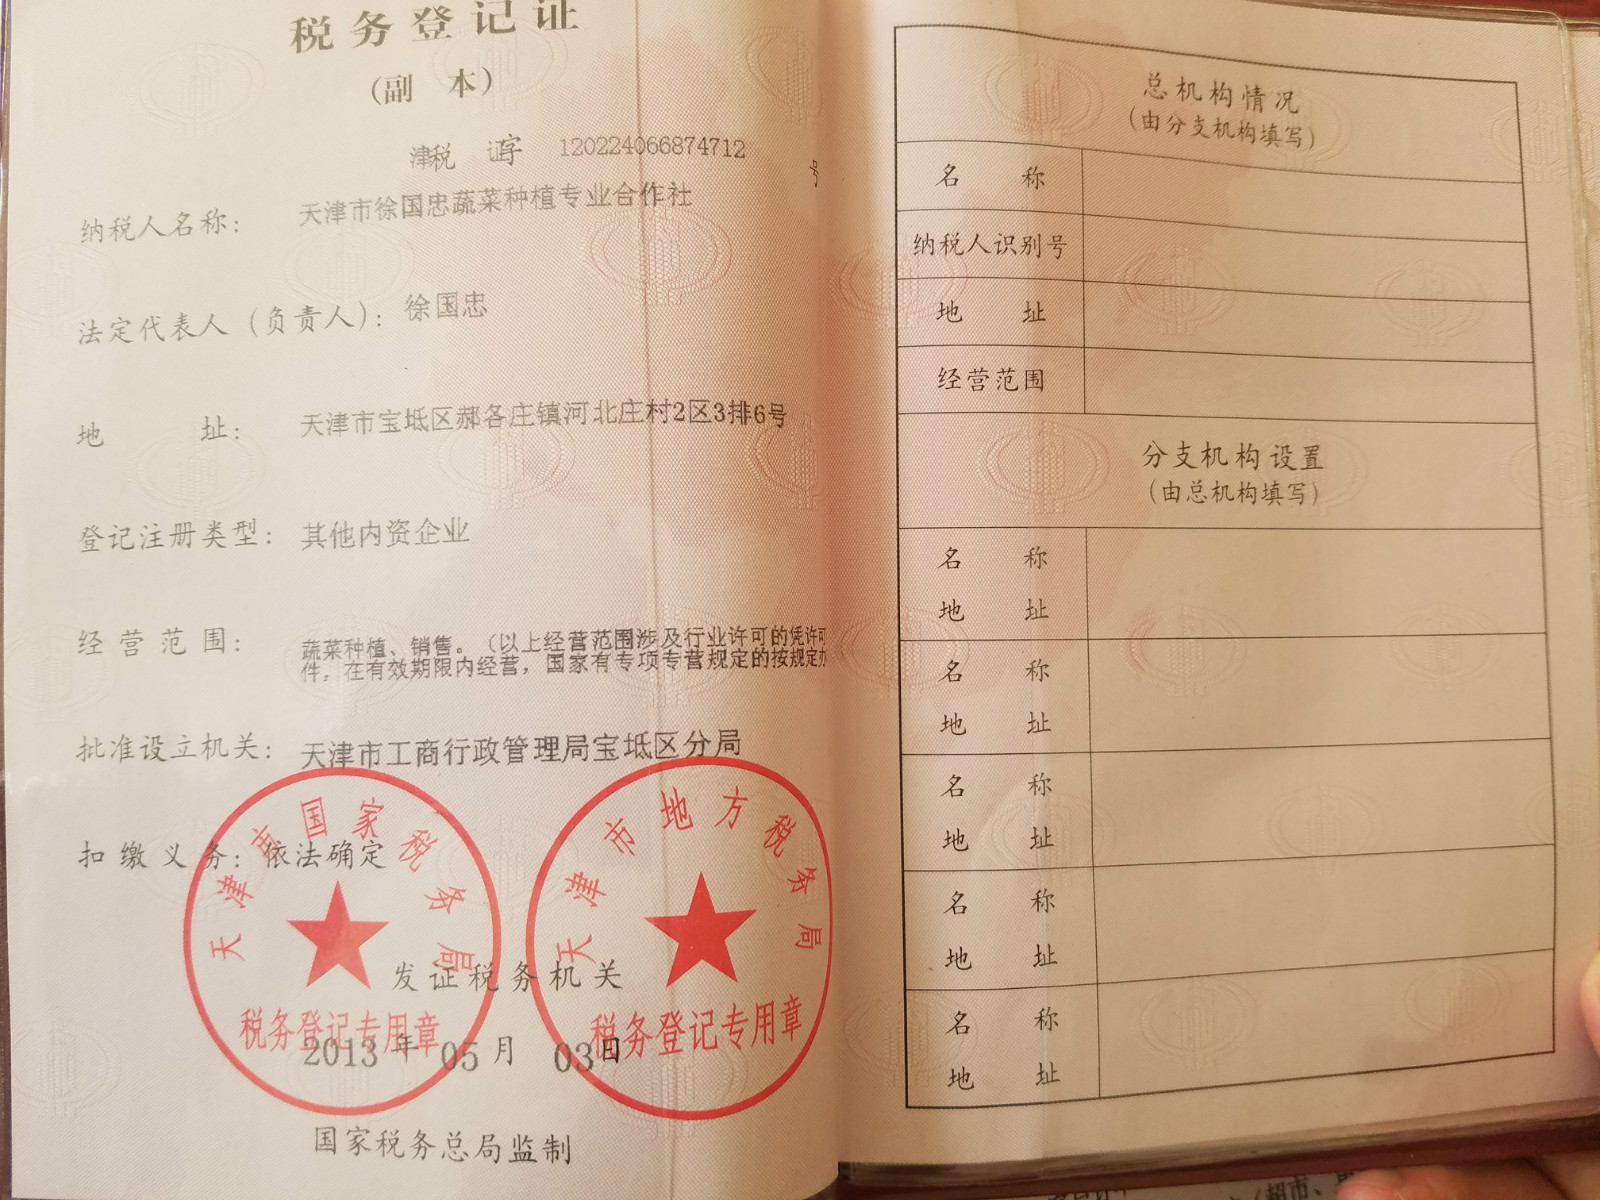 税务登记证
(副 本)
津税 证字 120224066874712 号
纳税人名称： 天津市徐国忠蔬菜种植专业合作社
法定代表人（负责人）： 徐国忠
地 址： 天津市宝坻区郝各庄镇河北庄村2区3排6号
登记注册类型： 其他内资企业
经营范围： 蔬菜种植、销售。（以上经营范围涉及行业许可的凭许可
件，在有效期限内经营，国家有专项专营规定的按规定办
批准设立机关： 天津市工商行政管理局宝坻区分局
扣缴义务： 依法确定
天津市国家税务局
税务登记专用章
天津市地方税务局
税务登记专用章
发证税务机关
2013 年 05 月 03日
国家税务总局监制
总机构情况
(由分支机构填写)
名 称
纳税人识别号
地 址
经营范围
分支机构设置
(由总机构填写)
名 称
地 址
名 称
地 址
名 称
地 址
名 称
地 址
名 称
地 址
(超市、